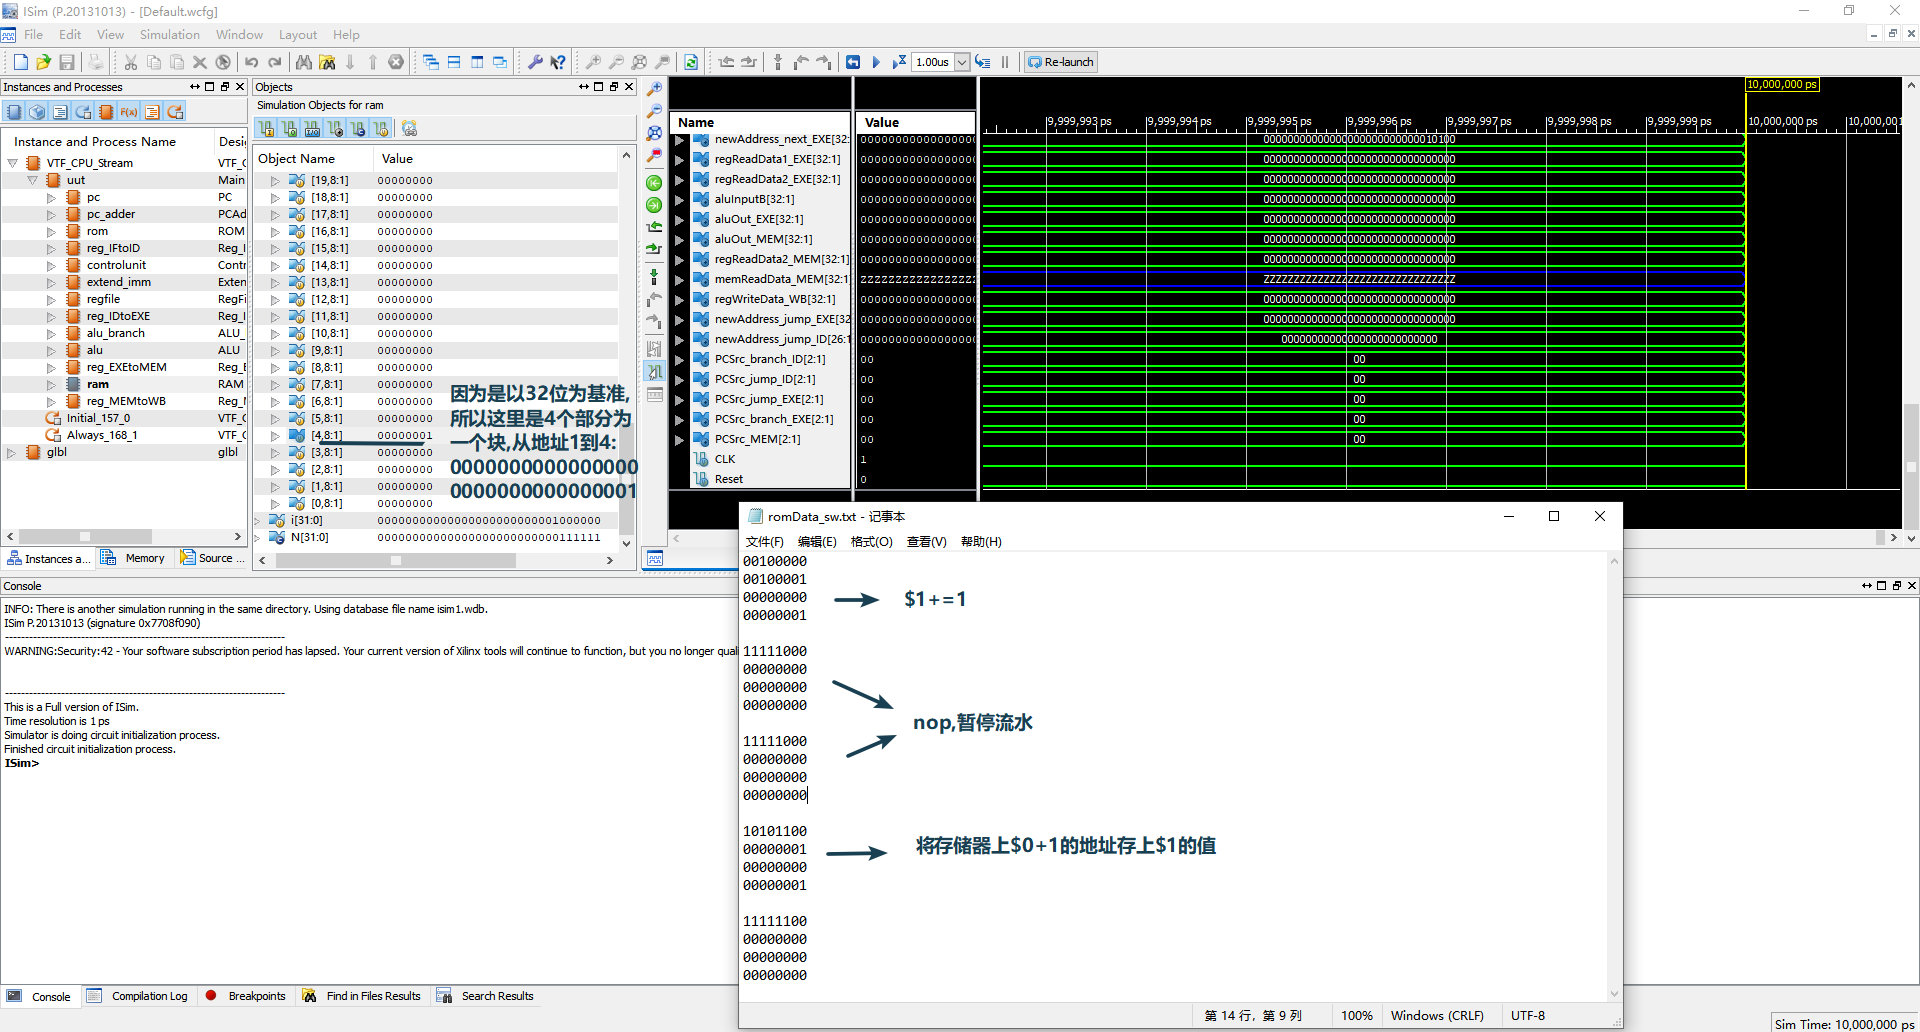 ISim (P.20131013) - [Default.wcfg]
File Edit View Simulation Window Layout Help
1.00us
Re-launch
Instances and Processes
Instance and Process Name
VTF_CPU_Stream VTF_C
uut Main
pc PC
pc_adder PCAd
rom ROM
reg_IFtoID Reg_I
controlunit Contr
extend_imm Exten
regfile RegFi
reg_IDtoEXE Reg_I
alu_branch ALU_
alu ALU
reg_EXEtoMEM Reg_E
ram RAM
reg_MEMtoWB Reg_M
Initial_157_0 VTF_C
Always_168_1 VTF_C
glbl glbl
Instances a... Memory Source ...
Objects
Simulation Objects for ram
Object Name Value
[19,8:1] 00000000
[18,8:1] 00000000
[17,8:1] 00000000
[16,8:1] 00000000
[15,8:1] 00000000
[14,8:1] 00000000
[13,8:1] 00000000
[12,8:1] 00000000
[11,8:1] 00000000
[10,8:1] 00000000
[9,8:1] 00000000
[8,8:1] 00000000
[7,8:1] 00000000
[6,8:1] 00000000
[5,8:1] 00000000
[4,8:1] 00000001
[3,8:1] 00000000
[2,8:1] 00000000
[1,8:1] 00000000
[0,8:1] 00000000
i[31:0] 00000000000000000000000001000000
N[31:0] 00000000000000000000000000111111
因为是以32位为基准,
所以这里是4个部分为
一个块,从地址1到4:
0000000000000000
0000000000000001
Name Value
newAddress_next_EXE[32:
regReadData1_EXE[32:1]
regReadData2_EXE[32:1]
aluInputB[32:1]
aluOut_EXE[32:1]
aluOut_MEM[32:1]
regReadData2_MEM[32:1]
memReadData_MEM[32:1]
regWriteData_WB[32:1]
newAddress_jump_EXE[32
newAddress_jump_ID[26:1
PCSrc_branch_ID[2:1] 00
PCSrc_jump_ID[2:1] 00
PCSrc_jump_EXE[2:1] 00
PCSrc_branch_EXE[2:1] 00
PCSrc_MEM[2:1] 00
CLK 1
Reset 0
10,000,000 ps
9,999,993 ps 9,999,994 ps 9,999,995 ps 9,999,996 ps 9,999,997 ps 9,999,998 ps 9,999,999 ps 10,000,000 ps 10,000,001
00000000000000000000000000010100
00000000000000000000000000000000
00000000000000000000000000000000
00000000000000000000000000000000
00000000000000000000000000000000
00000000000000000000000000000000
00000000000000000000000000000000
ZZZZZZZZZZZZZZZZZZZZZZZZZZZZZZZZ
00000000000000000000000000000000
00000000000000000000000000000000
00000000000000000000000000
00
00
00
00
00
Console
INFO: There is another simulation running in the same directory. Using database file name isim1.wdb.
ISim P.20131013 (signature 0x7708f090)
WARNING:Security:42 - Your software subscription period has lapsed. Your current version of Xilinx tools will continue to function, but you no longer quali
This is a Full version of ISim.
Time resolution is 1 ps
Simulator is doing circuit initialization process.
Finished circuit initialization process.
ISim>
Console Compilation Log Breakpoints Find in Files Results Search Results
romData_sw.txt - 记事本
文件(F) 编辑(E) 格式(O) 查看(V) 帮助(H)
00100000
00100001
00000000
00000001
$1+=1
11111000
00000000
00000000
00000000
nop,暂停流水
11111000
00000000
00000000
00000000
10101100
00000001
00000000
00000001
将存储器上$0+1的地址存上$1的值
11111100
00000000
00000000
00000000
第 14 行，第 9 列 100% Windows (CRLF) UTF-8
Sim Time: 10,000,000 ps